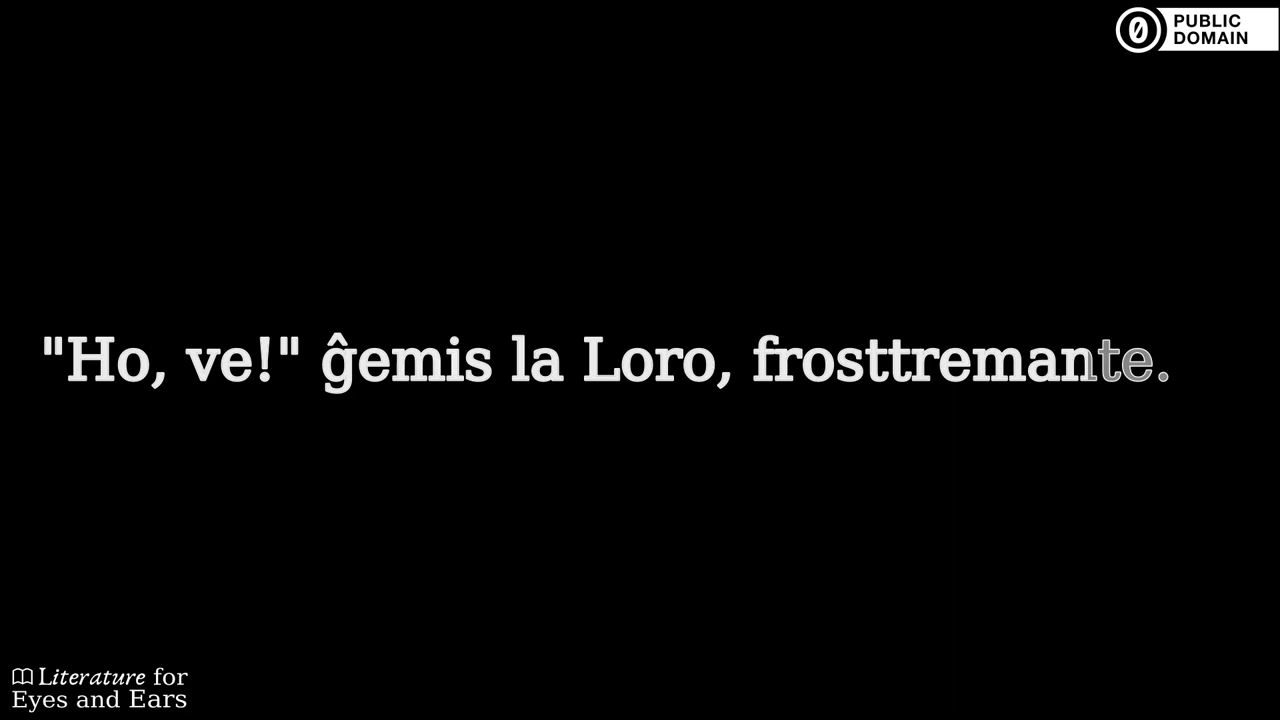 PUBLIC
DOMAIN
"Ho, ve!" ĝemis la Loro, frosttremante.
Literature for
Eyes and Ears